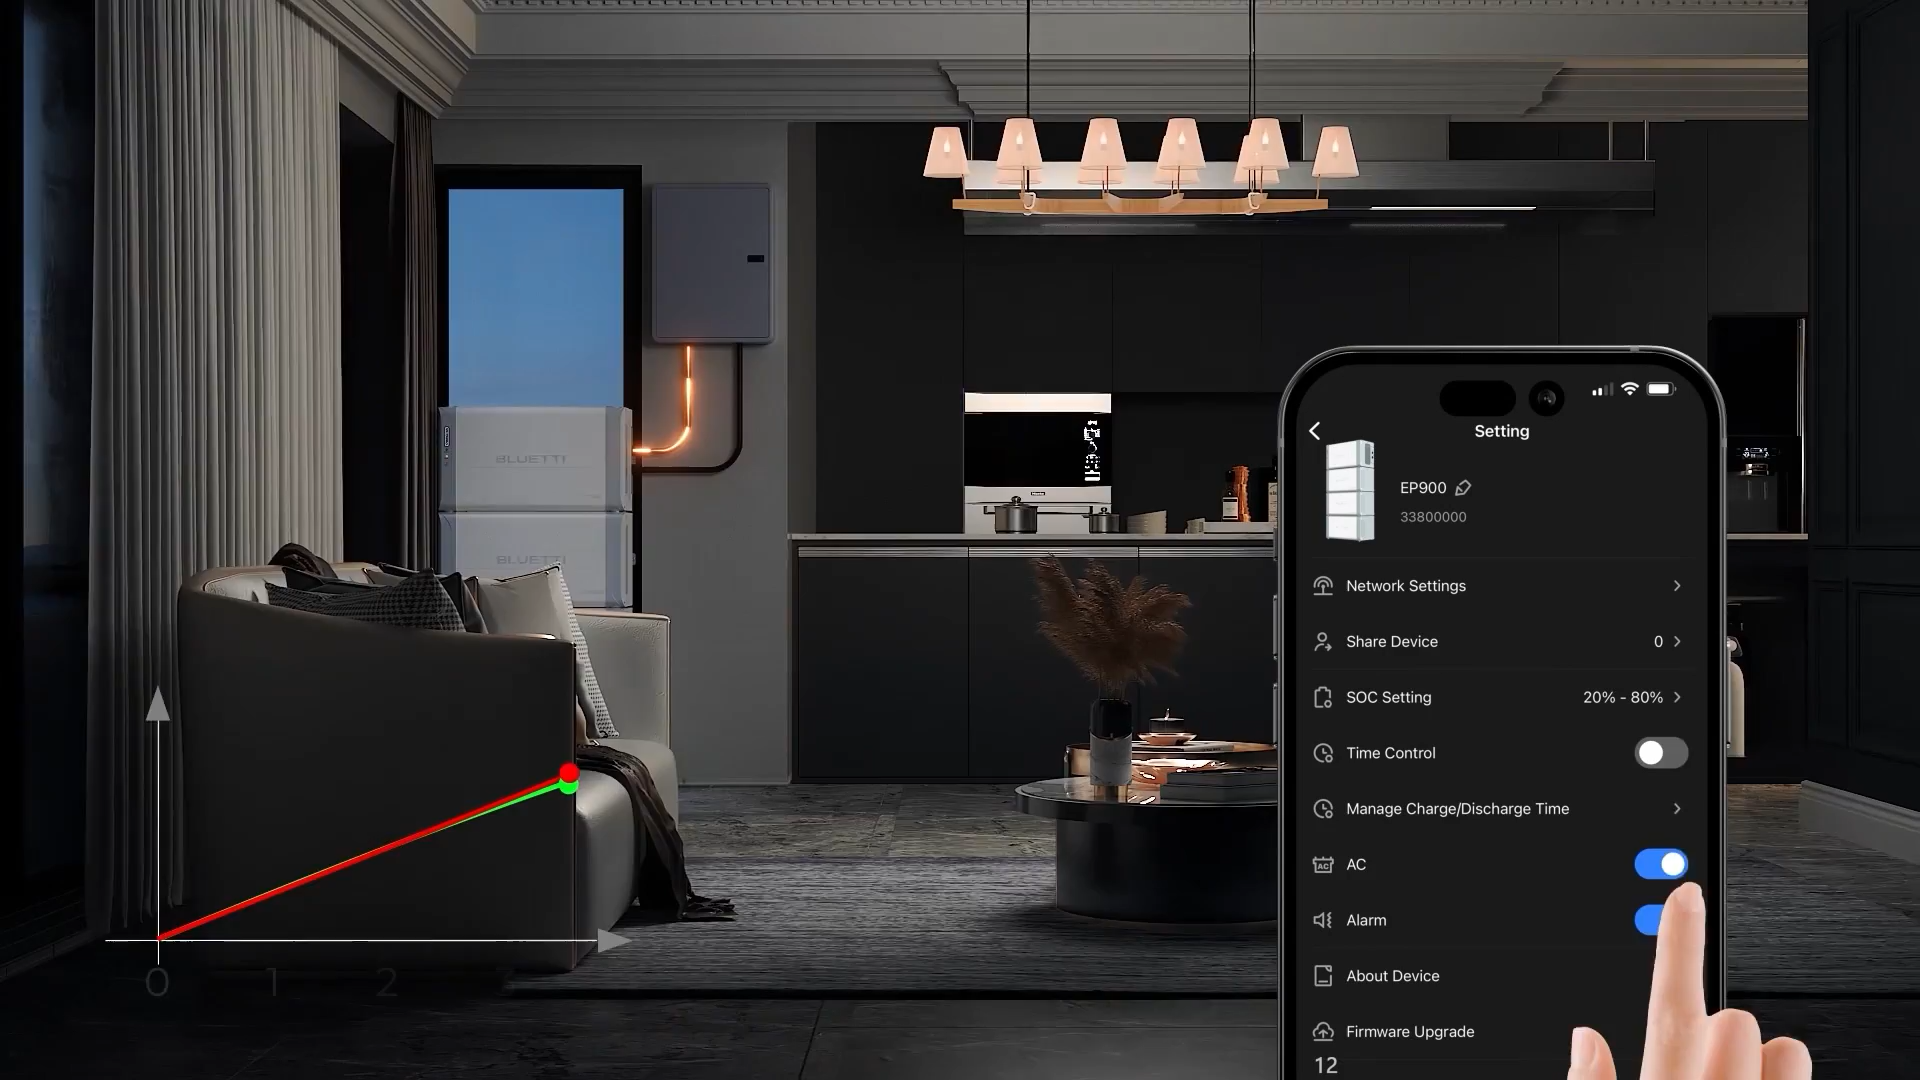 BLUETTI
BLUETTI
0 1 2
Setting
EP900
33800000
Network Settings
Share Device 0
SOC Setting 20% - 80%
Time Control
Manage Charge/Discharge Time
AC AC
Alarm
About Device
Firmware Upgrade
12